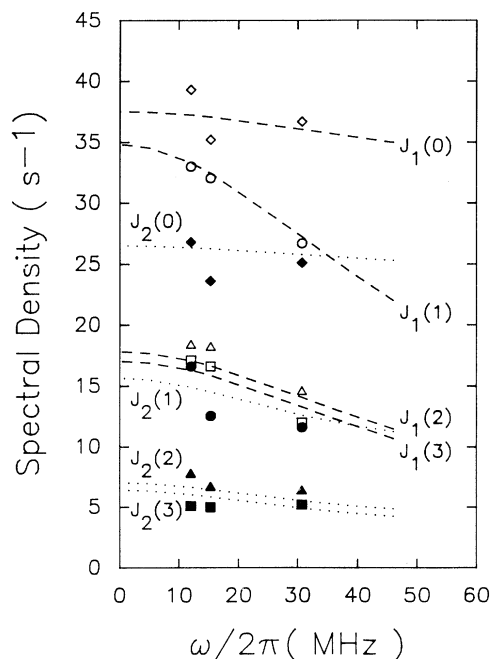 45
40
35
30
25
20
15
10
5
0
Spectral Density ( s−1)
J₁(0)
J₂(0)
J₁(1)
J₂(1)
J₁(2)
J₁(3)
J₂(2)
J₂(3)
0 10 20 30 40 50 60
ω/2π( MHz )